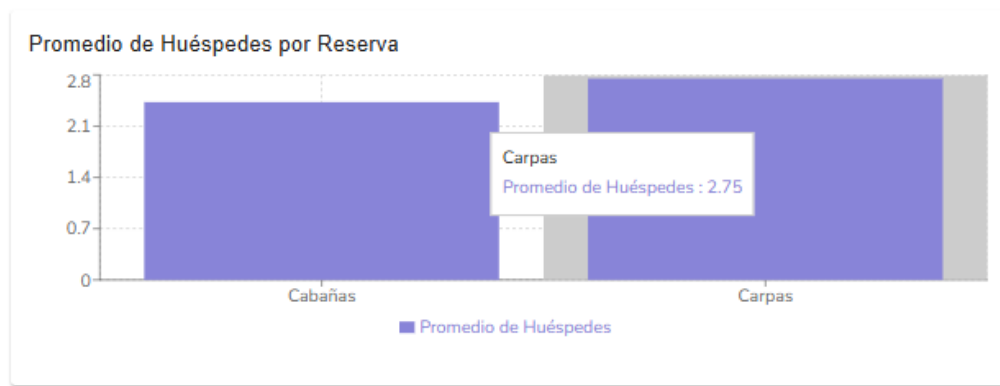 Promedio de Huéspedes por Reserva
2.8
2.1
1.4
0.7
0
Carpas
Promedio de Huéspedes : 2.75
Cabañas
Carpas
Promedio de Huéspedes